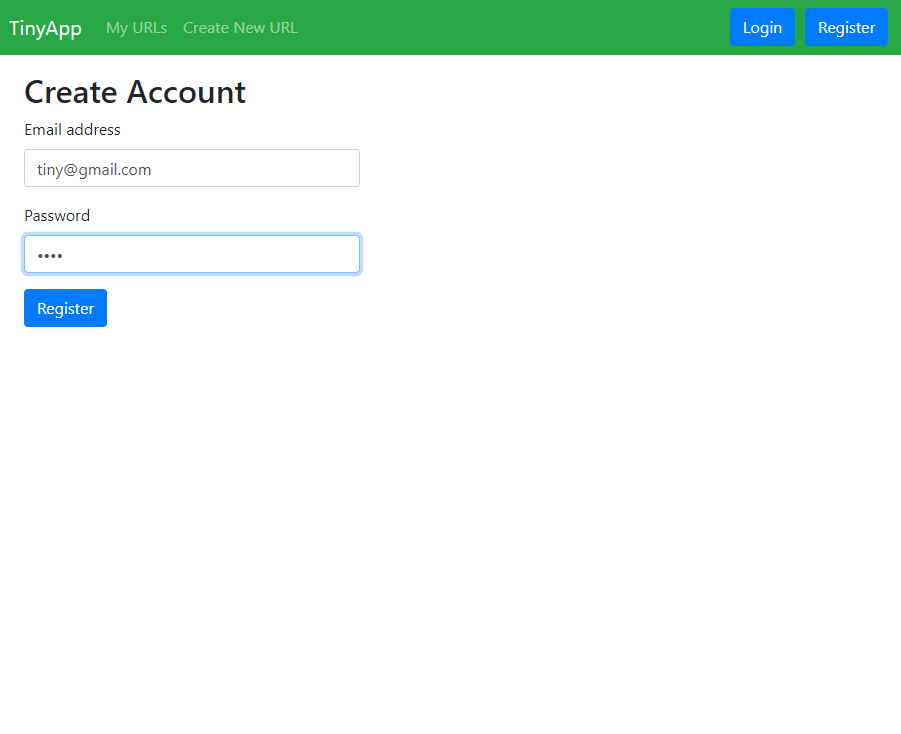 TinyApp My URLs Create New URL Login Register
Create Account
Email address
tiny@gmail.com
Password
••••
Register